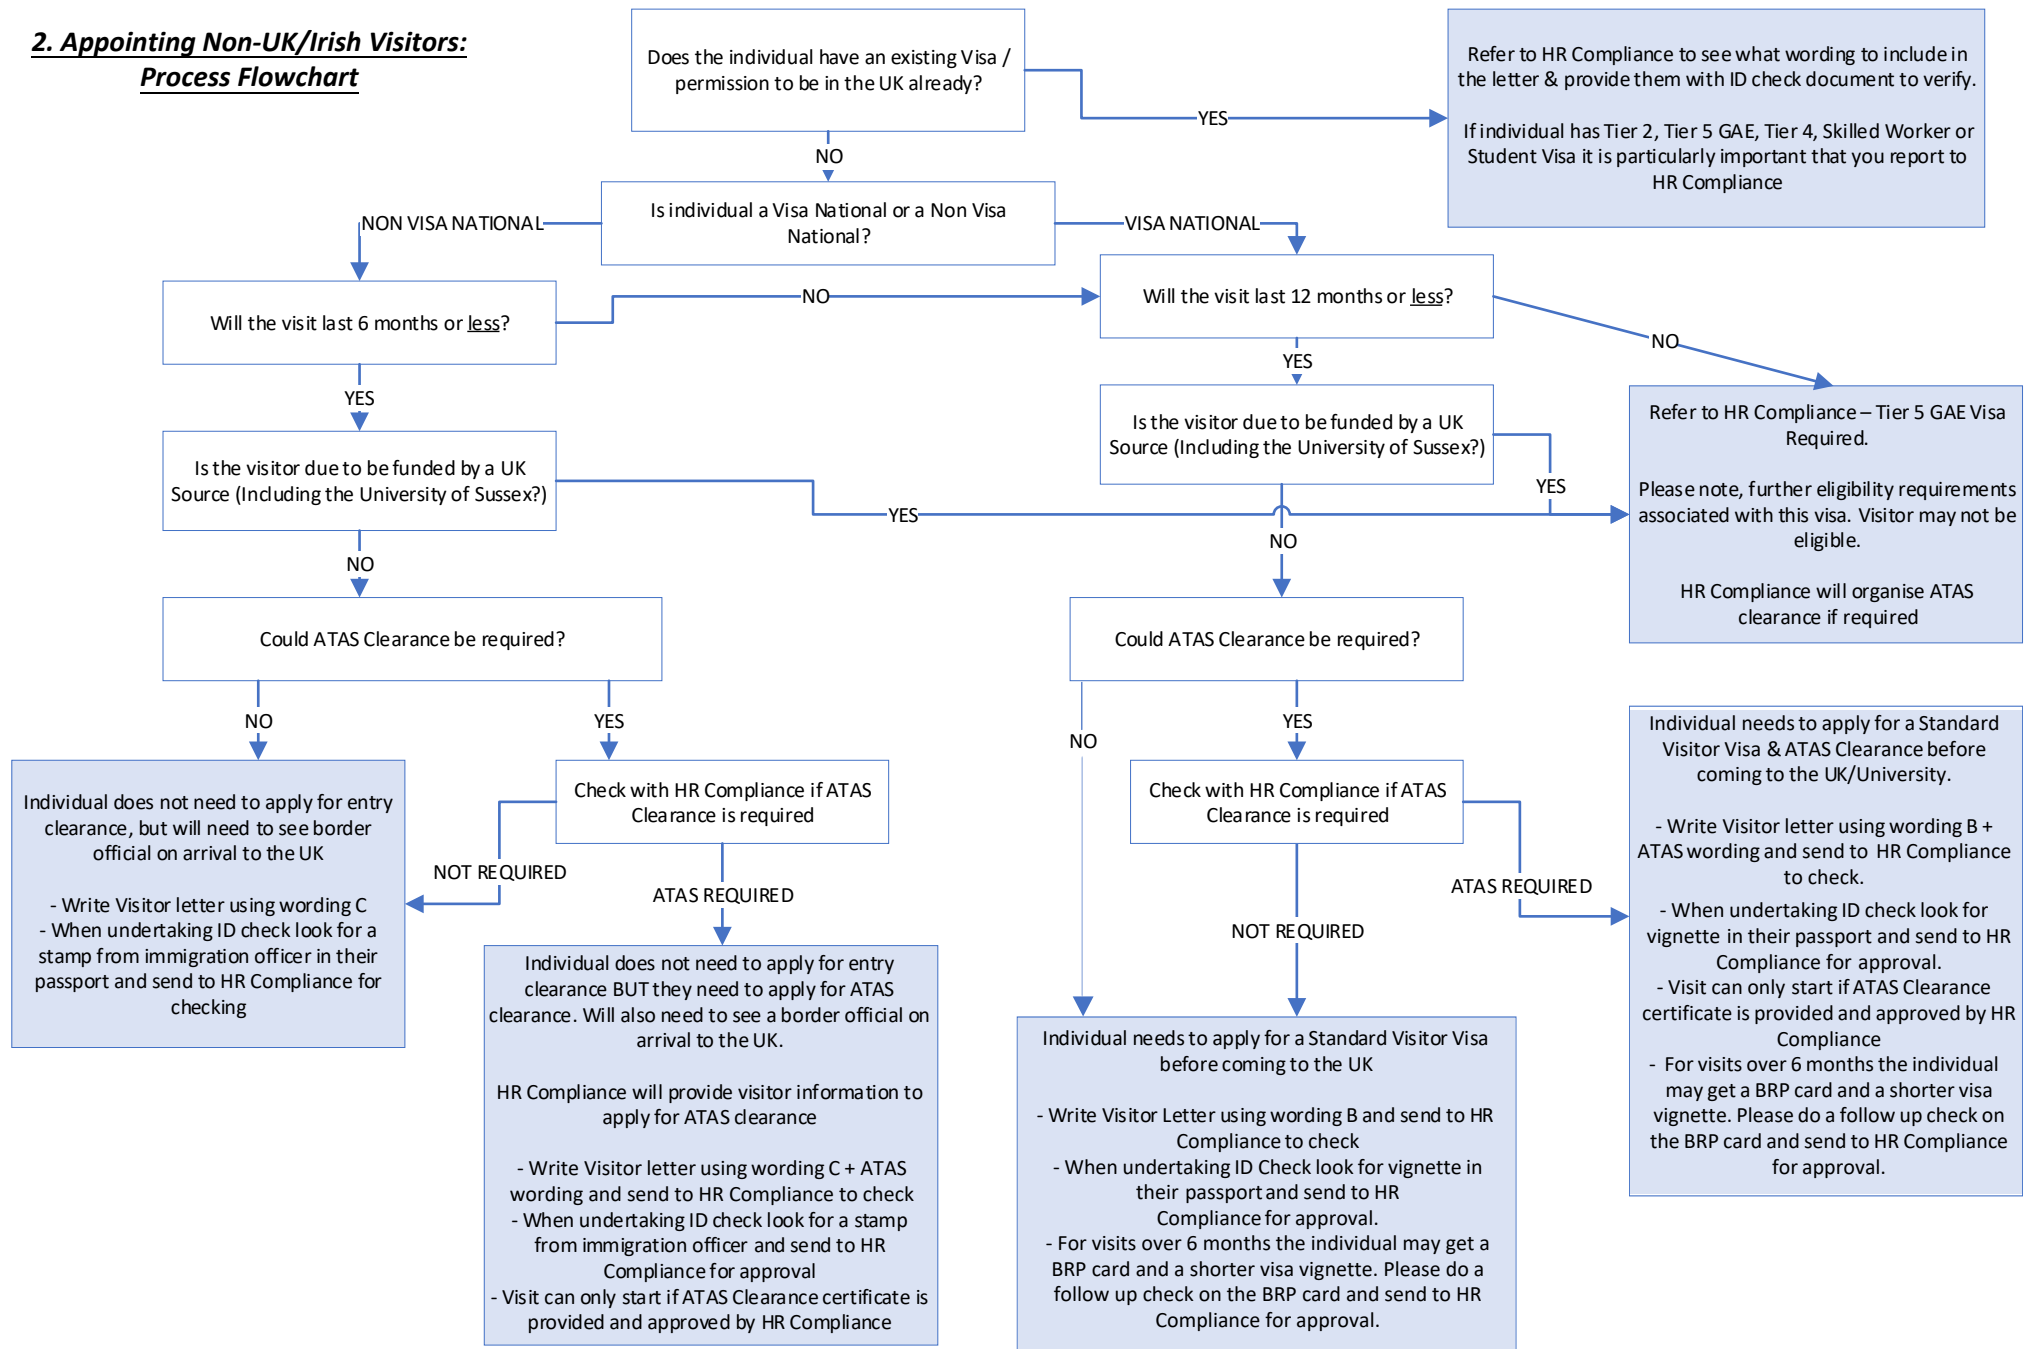 2. Appointing Non-UK/Irish Visitors:
Process Flowchart
Does the individual have an existing Visa /
permission to be in the UK already?
YES
Refer to HR Compliance to see what wording to include in
the letter & provide them with ID check document to verify.
If individual has Tier 2, Tier 5 GAE, Tier 4, Skilled Worker or
Student Visa it is particularly important that you report to
HR Compliance
NO
Is individual a Visa National or a Non Visa
National?
NON VISA NATIONAL
VISA NATIONAL
Will the visit last 6 months or less?
NO
Will the visit last 12 months or less?
NO
YES
YES
Is the visitor due to be funded by a UK
Source (Including the University of Sussex?)
YES
Is the visitor due to be funded by a UK
Source (Including the University of Sussex?)
YES
Refer to HR Compliance – Tier 5 GAE Visa
Required.
Please note, further eligibility requirements
associated with this visa. Visitor may not be
eligible.
HR Compliance will organise ATAS
clearance if required
NO
NO
Could ATAS Clearance be required?
Could ATAS Clearance be required?
NO
YES
NO
YES
Individual does not need to apply for entry
clearance, but will need to see border
official on arrival to the UK
- Write Visitor letter using wording C
- When undertaking ID check look for a
stamp from immigration officer in their
passport and send to HR Compliance for
checking
Check with HR Compliance if ATAS
Clearance is required
NOT REQUIRED
ATAS REQUIRED
Individual does not need to apply for entry
clearance BUT they need to apply for ATAS
clearance. Will also need to see a border official on
arrival to the UK.
HR Compliance will provide visitor information to
apply for ATAS clearance
- Write Visitor letter using wording C + ATAS
wording and send to HR Compliance to check
- When undertaking ID check look for a stamp
from immigration officer and send to HR
Compliance for approval
- Visit can only start if ATAS Clearance certificate is
provided and approved by HR Compliance
Check with HR Compliance if ATAS
Clearance is required
ATAS REQUIRED
NOT REQUIRED
Individual needs to apply for a Standard Visitor Visa
before coming to the UK
- Write Visitor Letter using wording B and send to HR
Compliance to check
- When undertaking ID Check look for vignette in
their passport and send to HR
Compliance for approval.
- For visits over 6 months the individual may get a
BRP card and a shorter visa vignette. Please do a
follow up check on the BRP card and send to HR
Compliance for approval.
Individual needs to apply for a Standard
Visitor Visa & ATAS Clearance before
coming to the UK/University.
- Write Visitor letter using wording B +
ATAS wording and send to HR Compliance
to check.
- When undertaking ID check look for
vignette in their passport and send to HR
Compliance for approval.
- Visit can only start if ATAS Clearance
certificate is provided and approved by HR
Compliance
- For visits over 6 months the individual
may get a BRP card and a shorter visa
vignette. Please do a follow up check on
the BRP card and send to HR Compliance
for approval.